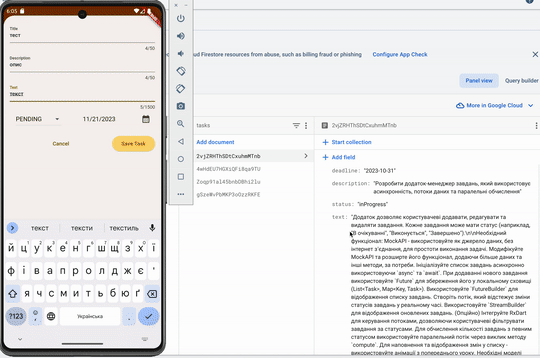 6:05
Title
тест
4/50
Description
опис
4/50
Text
текст
5/1500
PENDING
11/21/2023
Cancel
Save Task
текст
тексти
текстиль
й ц у к е н г ш щ з х
ф і в а п р о л д ж є
я ч с м и т ь б ю ґ
?123
Українська
ud Firestore resources from abuse, such as billing fraud or phishing
Configure App Check
Panel view
Query builder
More in Google Cloud
tasks
Add document
2vjZRHThSDtCxuhmMTnb
2vjZRHThSDtCxuhmMTnb
Start collection
Add field
deadline: "2023-10-31"
description: "Розробити додаток-менеджер завдань, який використовує
асинхронність, потоки даних та паралельні обчислення"
status: "inProgress"
text: "Додаток дозволяє користувачеві додавати, редагувати та
видаляти завдання. Кожне завдання може мати статус (наприклад,
"В очікуванні", "Виконується", "Завершено").\n\nНеобхідний
функціонал: MockAPI - використовуйте як джерело даних, без
інтернет з'єднання, для простоти виконання задачі. Модифікуйте
MockAPI та розширте його функціонал, додаючи більше даних та
інші методи, за потреби. Ініціалізуйте список завдань асинхронно
використовуючи `async` та `await`. При додаванні нового завдання
використовуйте `Future` для збереження його у локальному сховищі
(List<Task>, Map<Key, Task>). Використовуйте `FutureBuilder` для
відображення списку завдань. Створіть потік, який відстежує зміни
статусів завдань у реальному часі. Використовуйте `StreamBuilder`
для відображення оновлених завдань. (Опційно) Інтегруйте RxDart
для керування потоками, дозволяючи користувачеві фільтрувати
завдання за статусами. Для обчислення кількості завдань з певним
статусом використовуйте паралельний потік через виклик методу
`compute`. Для наповнення та відображення змін у списку -
використовуйте анімації з попереднього уроку. Необхідні моделі